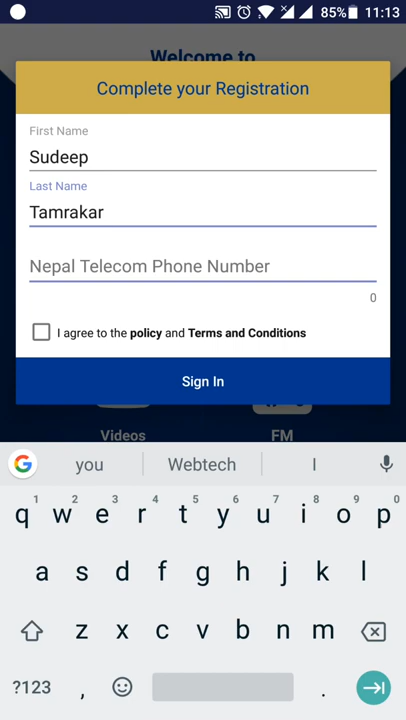 85% 11:13
Welcome to
Complete your Registration
First Name
Sudeep
Last Name
Tamrakar
Nepal Telecom Phone Number
0
I agree to the policy and Terms and Conditions
Sign In
Videos FM
G you Webtech I
1 2 3 4 5 6 7 8 9 0
q w e r t y u i o p
a s d f g h j k l
z x c v b n m
?123 , .